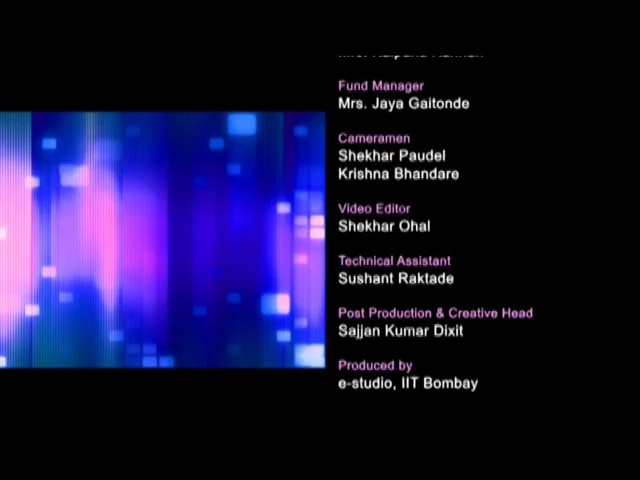 Fund Manager
Mrs. Jaya Gaitonde
Cameramen
Shekhar Paudel
Krishna Bhandare
Video Editor
Shekhar Ohal
Technical Assistant
Sushant Raktade
Post Production & Creative Head
Sajjan Kumar Dixit
Produced by
e-studio, IIT Bombay